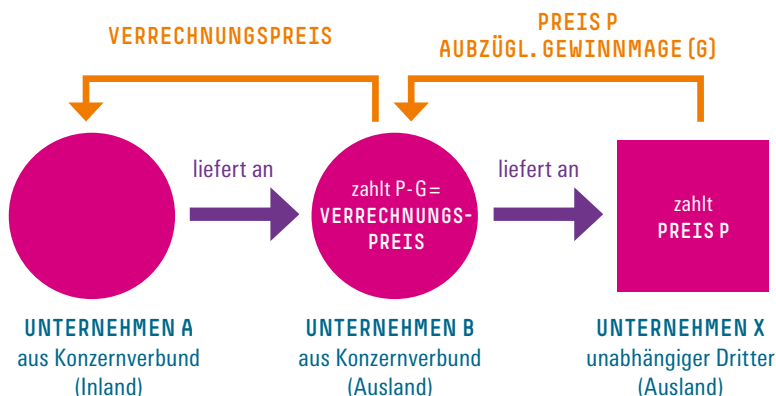 VERRECHNUNGSPREIS
PREIS P
AUBZÜGL. GEWINNMAGE (G)
liefert an
zahlt P-G =
VERRECHNUNGS-
PREIS
liefert an
zahlt
PREIS P
UNTERNEHMEN A
aus Konzernverbund
(Inland)
UNTERNEHMEN B
aus Konzernverbund
(Ausland)
UNTERNEHMEN X
unabhängiger Dritter
(Ausland)